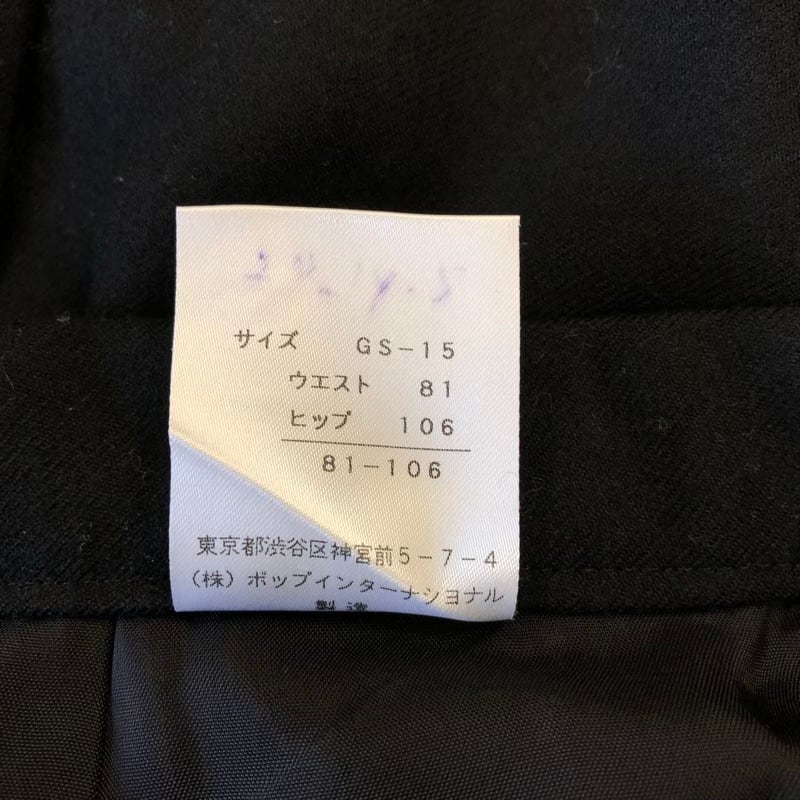 サイズ GS-15
ウエスト 81
ヒップ 106
81-106
東京都渋谷区神宮前5-7-4
(株)ポップインターナショナル
製造